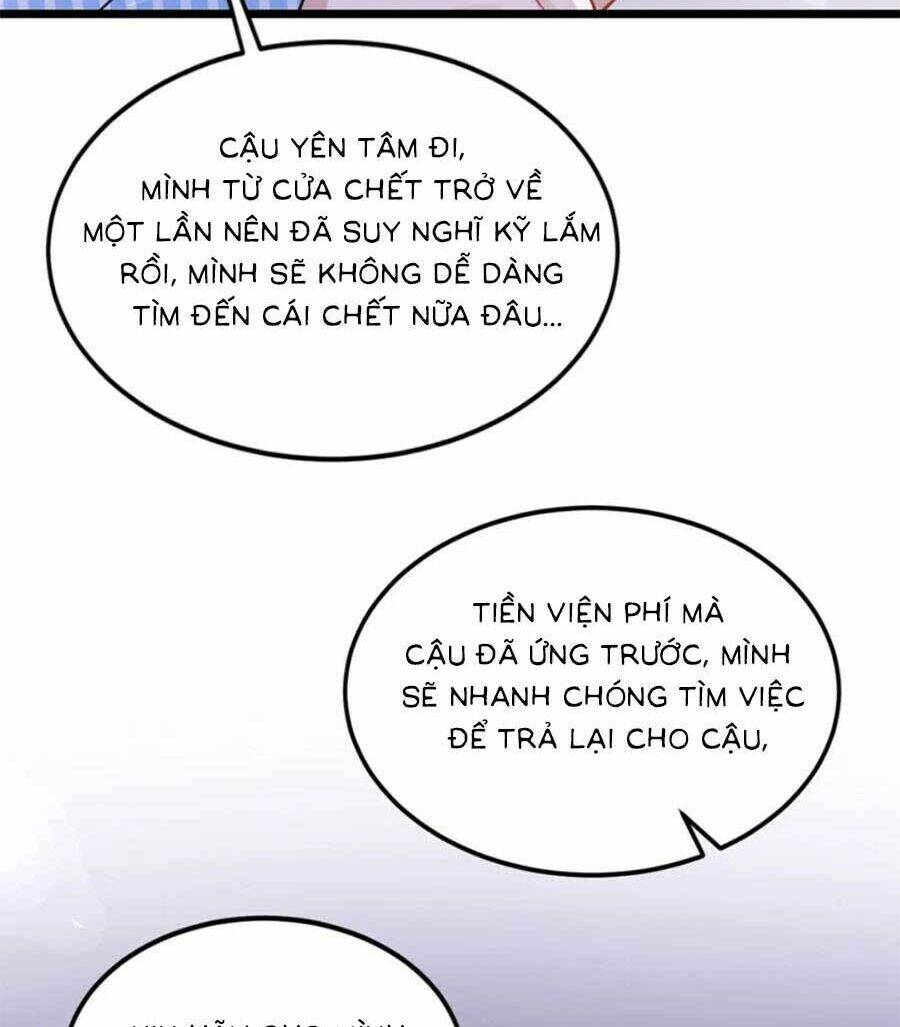 CẬU YÊN TÂM ĐI,
MÌNH TỪ CỬA CHẾT TRỞ VỀ
MỘT LẦN NÊN ĐÃ SUY NGHĨ KỸ LẮM
RỒI, MÌNH SẼ KHÔNG DỄ DÀNG
TÌM ĐẾN CÁI CHẾT NỮA ĐÂU...
TIỀN VIỆN PHÍ MÀ
CẬU ĐÃ ỨNG TRƯỚC, MÌNH
SẼ NHANH CHÓNG TÌM VIỆC
ĐỂ TRẢ LẠI CHO CẬU,